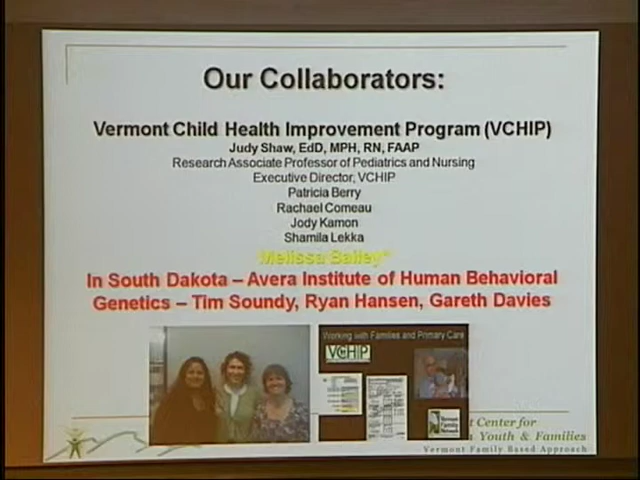 Our Collaborators:
Vermont Child Health Improvement Program (VCHIP)
Judy Shaw, EdD, MPH, RN, FAAP
Research Associate Professor of Pediatrics and Nursing
Executive Director, VCHIP
Patricia Berry
Rachael Comeau
Jody Kamon
Shamila Lekka
Melissa Bailey*
In South Dakota – Avera Institute of Human Behavioral
Genetics – Tim Soundy, Ryan Hansen, Gareth Davies
Working with Families and Primary Care
VCHIP
Vermont
Family
t Center for
Youth & Families
Vermont Family Based Approach